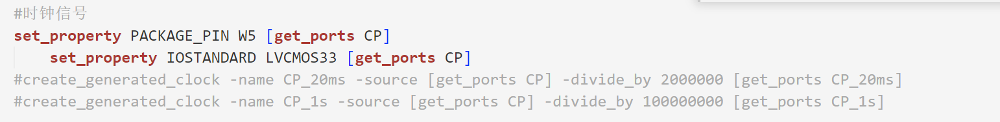 #时钟信号
set_property PACKAGE_PIN W5 [get_ports CP]
    set_property IOSTANDARD LVCMOS33 [get_ports CP]
#create_generated_clock -name CP_20ms -source [get_ports CP] -divide_by 2000000 [get_ports CP_20ms]
#create_generated_clock -name CP_1s -source [get_ports CP] -divide_by 100000000 [get_ports CP_1s]